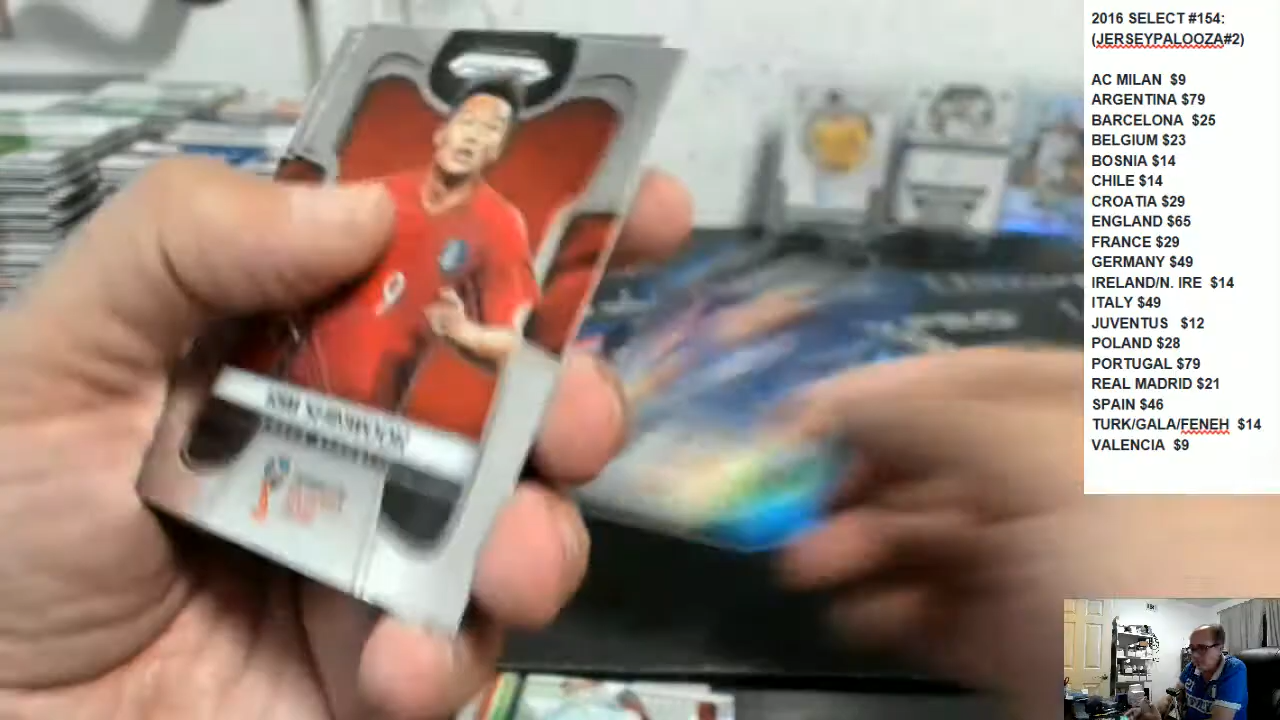 2016 SELECT #154:
(JERSEYPALOOZA#2)
AC MILAN $9
ARGENTINA $79
BARCELONA $25
BELGIUM $23
BOSNIA $14
CHILE $14
CROATIA $29
ENGLAND $65
FRANCE $29
GERMANY $49
IRELAND/N. IRE $14
ITALY $49
JUVENTUS $12
POLAND $28
PORTUGAL $79
REAL MADRID $21
SPAIN $46
TURK/GALA/FENEH $14
VALENCIA $9
9